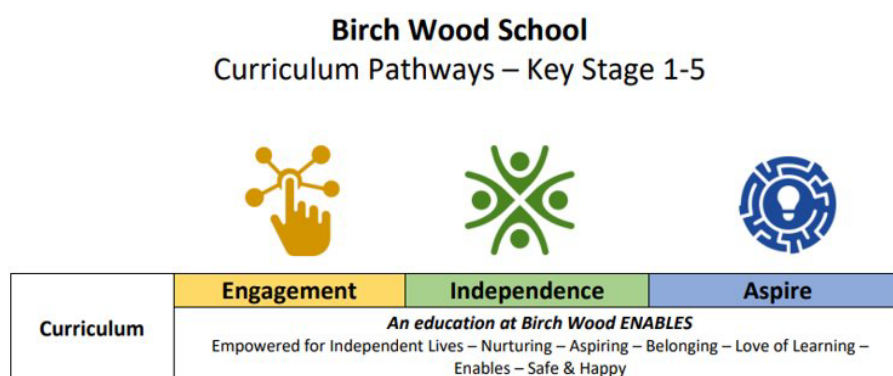 Birch Wood School
Curriculum Pathways – Key Stage 1-5
Engagement
Independence
Aspire
Curriculum
An education at Birch Wood ENABLES
Empowered for Independent Lives – Nurturing – Aspiring – Belonging – Love of Learning –
Enables – Safe & Happy